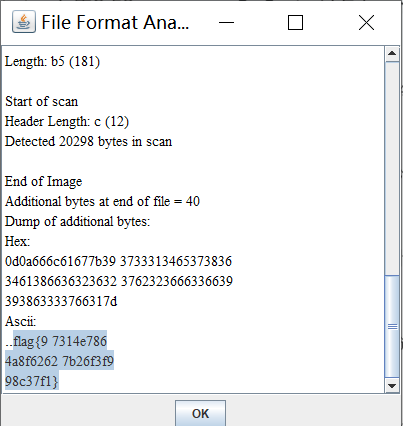 File Format Ana...
Length: b5 (181)
Start of scan
Header Length: c (12)
Detected 20298 bytes in scan
End of Image
Additional bytes at end of file = 40
Dump of additional bytes:
Hex:
0d0a666c61677b39 3733313465373836
3461386636323632 3762323666336639
393863333766317d
Ascii:
..flag{9 7314e786
4a8f6262 7b26f3f9
98c37f1}
OK